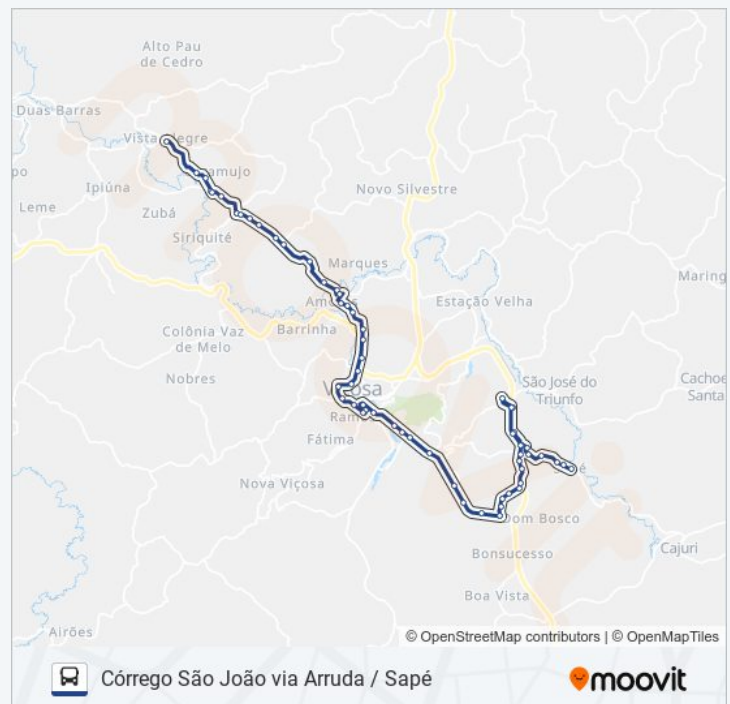 Alto Pau
de Cedro
Duas Barras
Vista Alegre
po
amujo
Ipiúna
Novo Silvestre
Leme
Zubá
Siriquité
Marques
Maring
Estação Velha
Barrinha
Colônia Vaz
de Melo
Nobres
São José do
Triunfo
Cachoe
Santa
Fátima
Nova Viçosa
Dom Bosco
Bonsucesso
Cajuri
Boa Vista
Airões
© OpenStreetMap contributors | © OpenMapTiles
Córrego São João via Arruda / Sapé
moovit